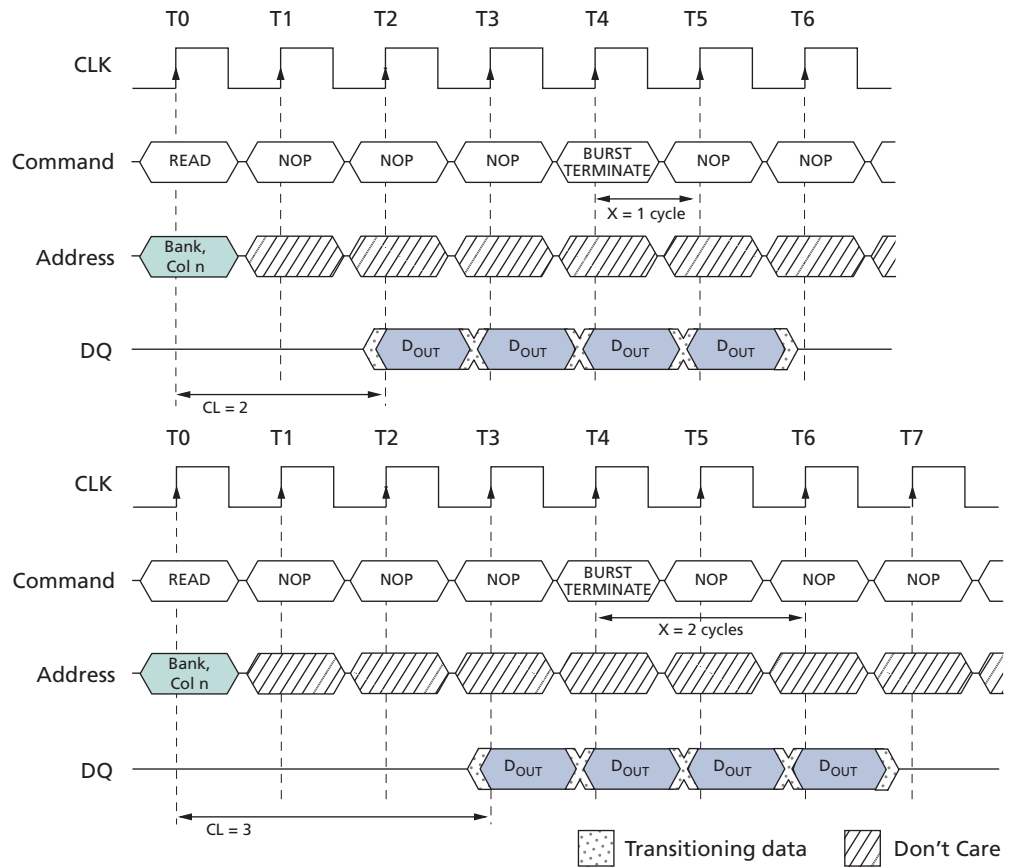 T0 T1 T2 T3 T4 T5 T6
CLK
Command READ NOP NOP NOP BURST TERMINATE NOP NOP
X = 1 cycle
Address Bank, Col n
DQ DOUT DOUT DOUT DOUT
CL = 2
T0 T1 T2 T3 T4 T5 T6 T7
CLK
Command READ NOP NOP NOP BURST TERMINATE NOP NOP NOP
X = 2 cycles
Address Bank, Col n
DQ DOUT DOUT DOUT DOUT
CL = 3
Transitioning data Don't Care